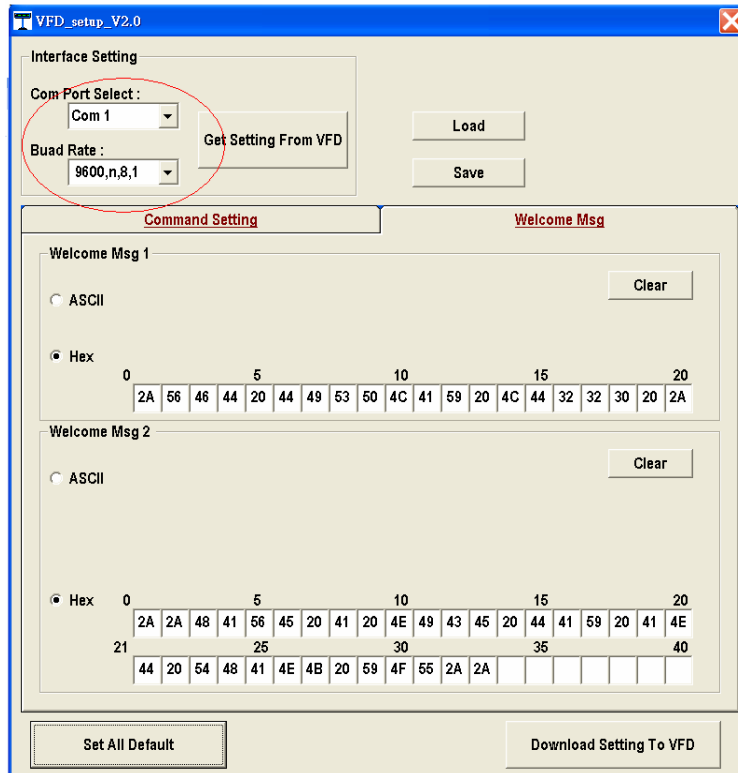 VFD_setup_V2.0
Interface Setting
Com Port Select :
Com 1
Buad Rate :
9600,n,8,1
Get Setting From VFD
Load
Save
Command Setting
Welcome Msg
Welcome Msg 1
Clear
ASCII
Hex
0 5 10 15 20
2A 56 46 44 20 44 49 53 50 4C 41 59 20 4C 44 32 32 30 20 2A
Welcome Msg 2
Clear
ASCII
Hex
0 5 10 15 20
2A 2A 48 41 56 45 20 41 20 4E 49 43 45 20 44 41 59 20 41 4E
21 25 30 35 40
44 20 54 48 41 4E 4B 20 59 4F 55 2A 2A
Set All Default
Download Setting To VFD